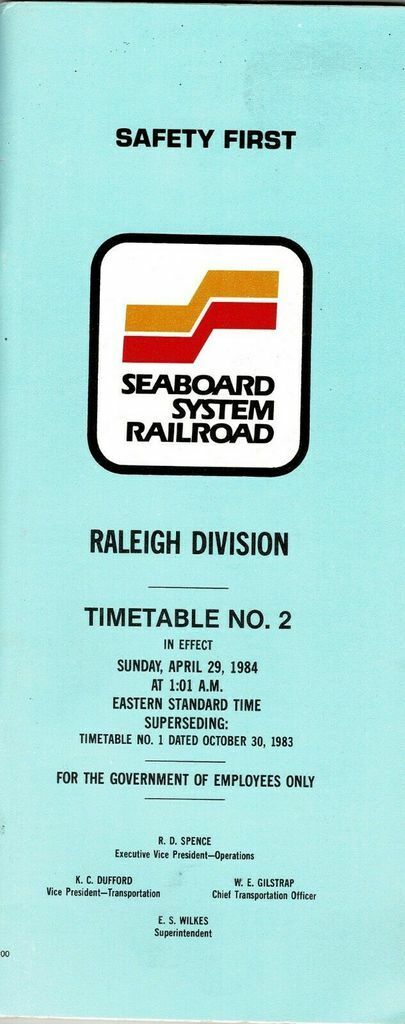 SAFETY FIRST
SEABOARD
SYSTEM
RAILROAD
RALEIGH DIVISION
TIMETABLE NO. 2
IN EFFECT
SUNDAY, APRIL 29, 1984
AT 1:01 A.M.
EASTERN STANDARD TIME
SUPERSEDING:
TIMETABLE NO. 1 DATED OCTOBER 30, 1983
FOR THE GOVERNMENT OF EMPLOYEES ONLY
R. D. SPENCE
Executive Vice President—Operations
K. C. DUFFORD
Vice President—Transportation
W. E. GILSTRAP
Chief Transportation Officer
E. S. WILKES
Superintendent
00